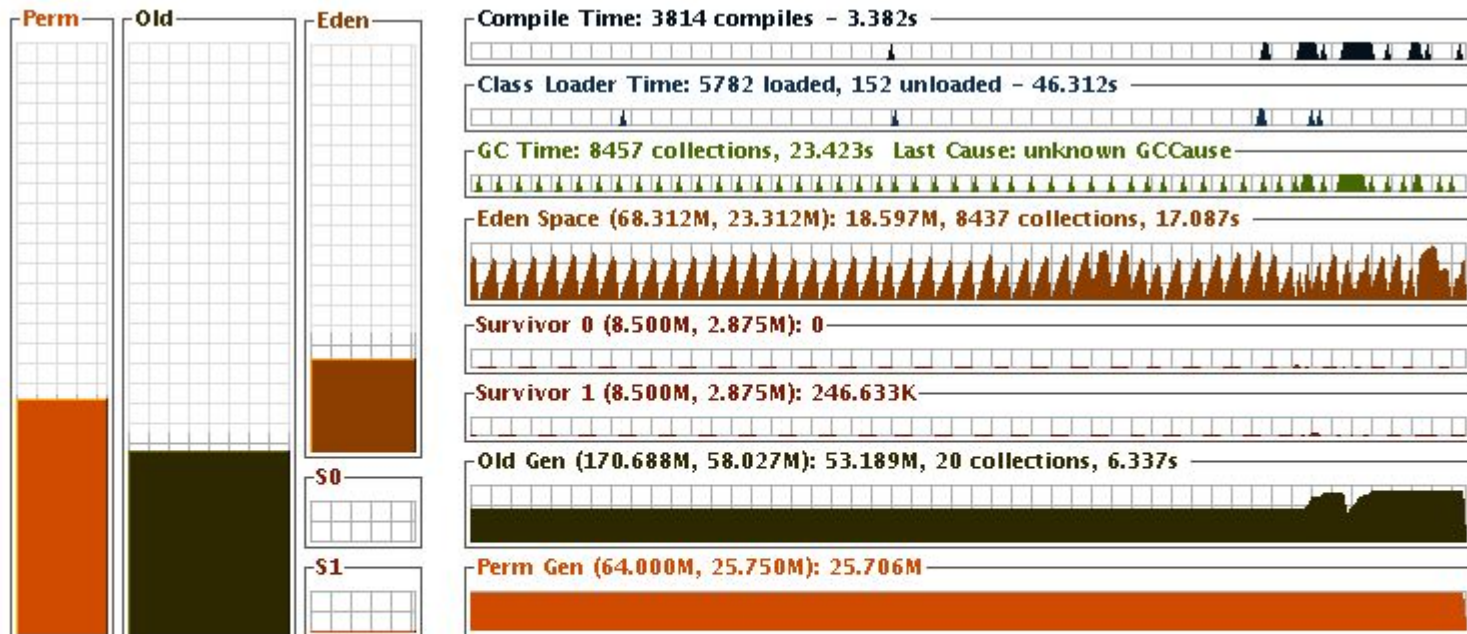 Perm
Old
Eden
S0
S1
Compile Time: 3814 compiles - 3.382s
Class Loader Time: 5782 loaded, 152 unloaded - 46.312s
GC Time: 8457 collections, 23.423s Last Cause: unknown GCCause
Eden Space (68.312M, 23.312M): 18.597M, 8437 collections, 17.087s
Survivor 0 (8.500M, 2.875M): 0
Survivor 1 (8.500M, 2.875M): 246.633K
Old Gen (170.688M, 58.027M): 53.189M, 20 collections, 6.337s
Perm Gen (64.000M, 25.750M): 25.706M